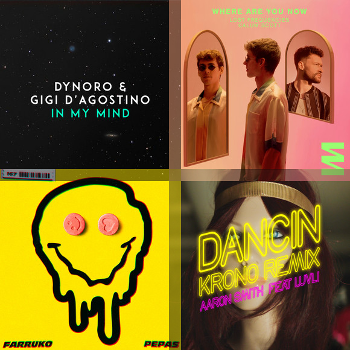 DYNORO &
GIGI D'AGOSTINO
IN MY MIND
WHERE ARE YOU NOW
DANCIN
KRONO REMIX
AARON SMITH FEAT LUVLI
FARRUKO
PEPAS